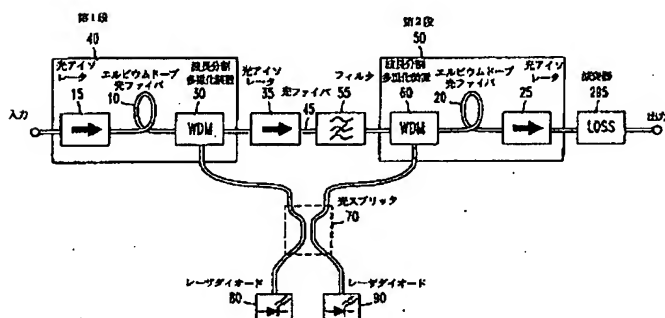 第1段
40
第2段
50
光アイソ
レータ
15
エルビウムドープ
光ファイバ
10
波長分割
多重化装置
30
WDM
光アイソ
レータ
35
光ファイバ
45
フィルタ
55
波長分割
多重化装置
60
WDM
エルビウムドープ
光ファイバ
20
光アイソ
レータ
25
減衰器
285
LOSS
入力
出力
光スプリッタ
70
レーザダイオード
80
レーザダイオード
90